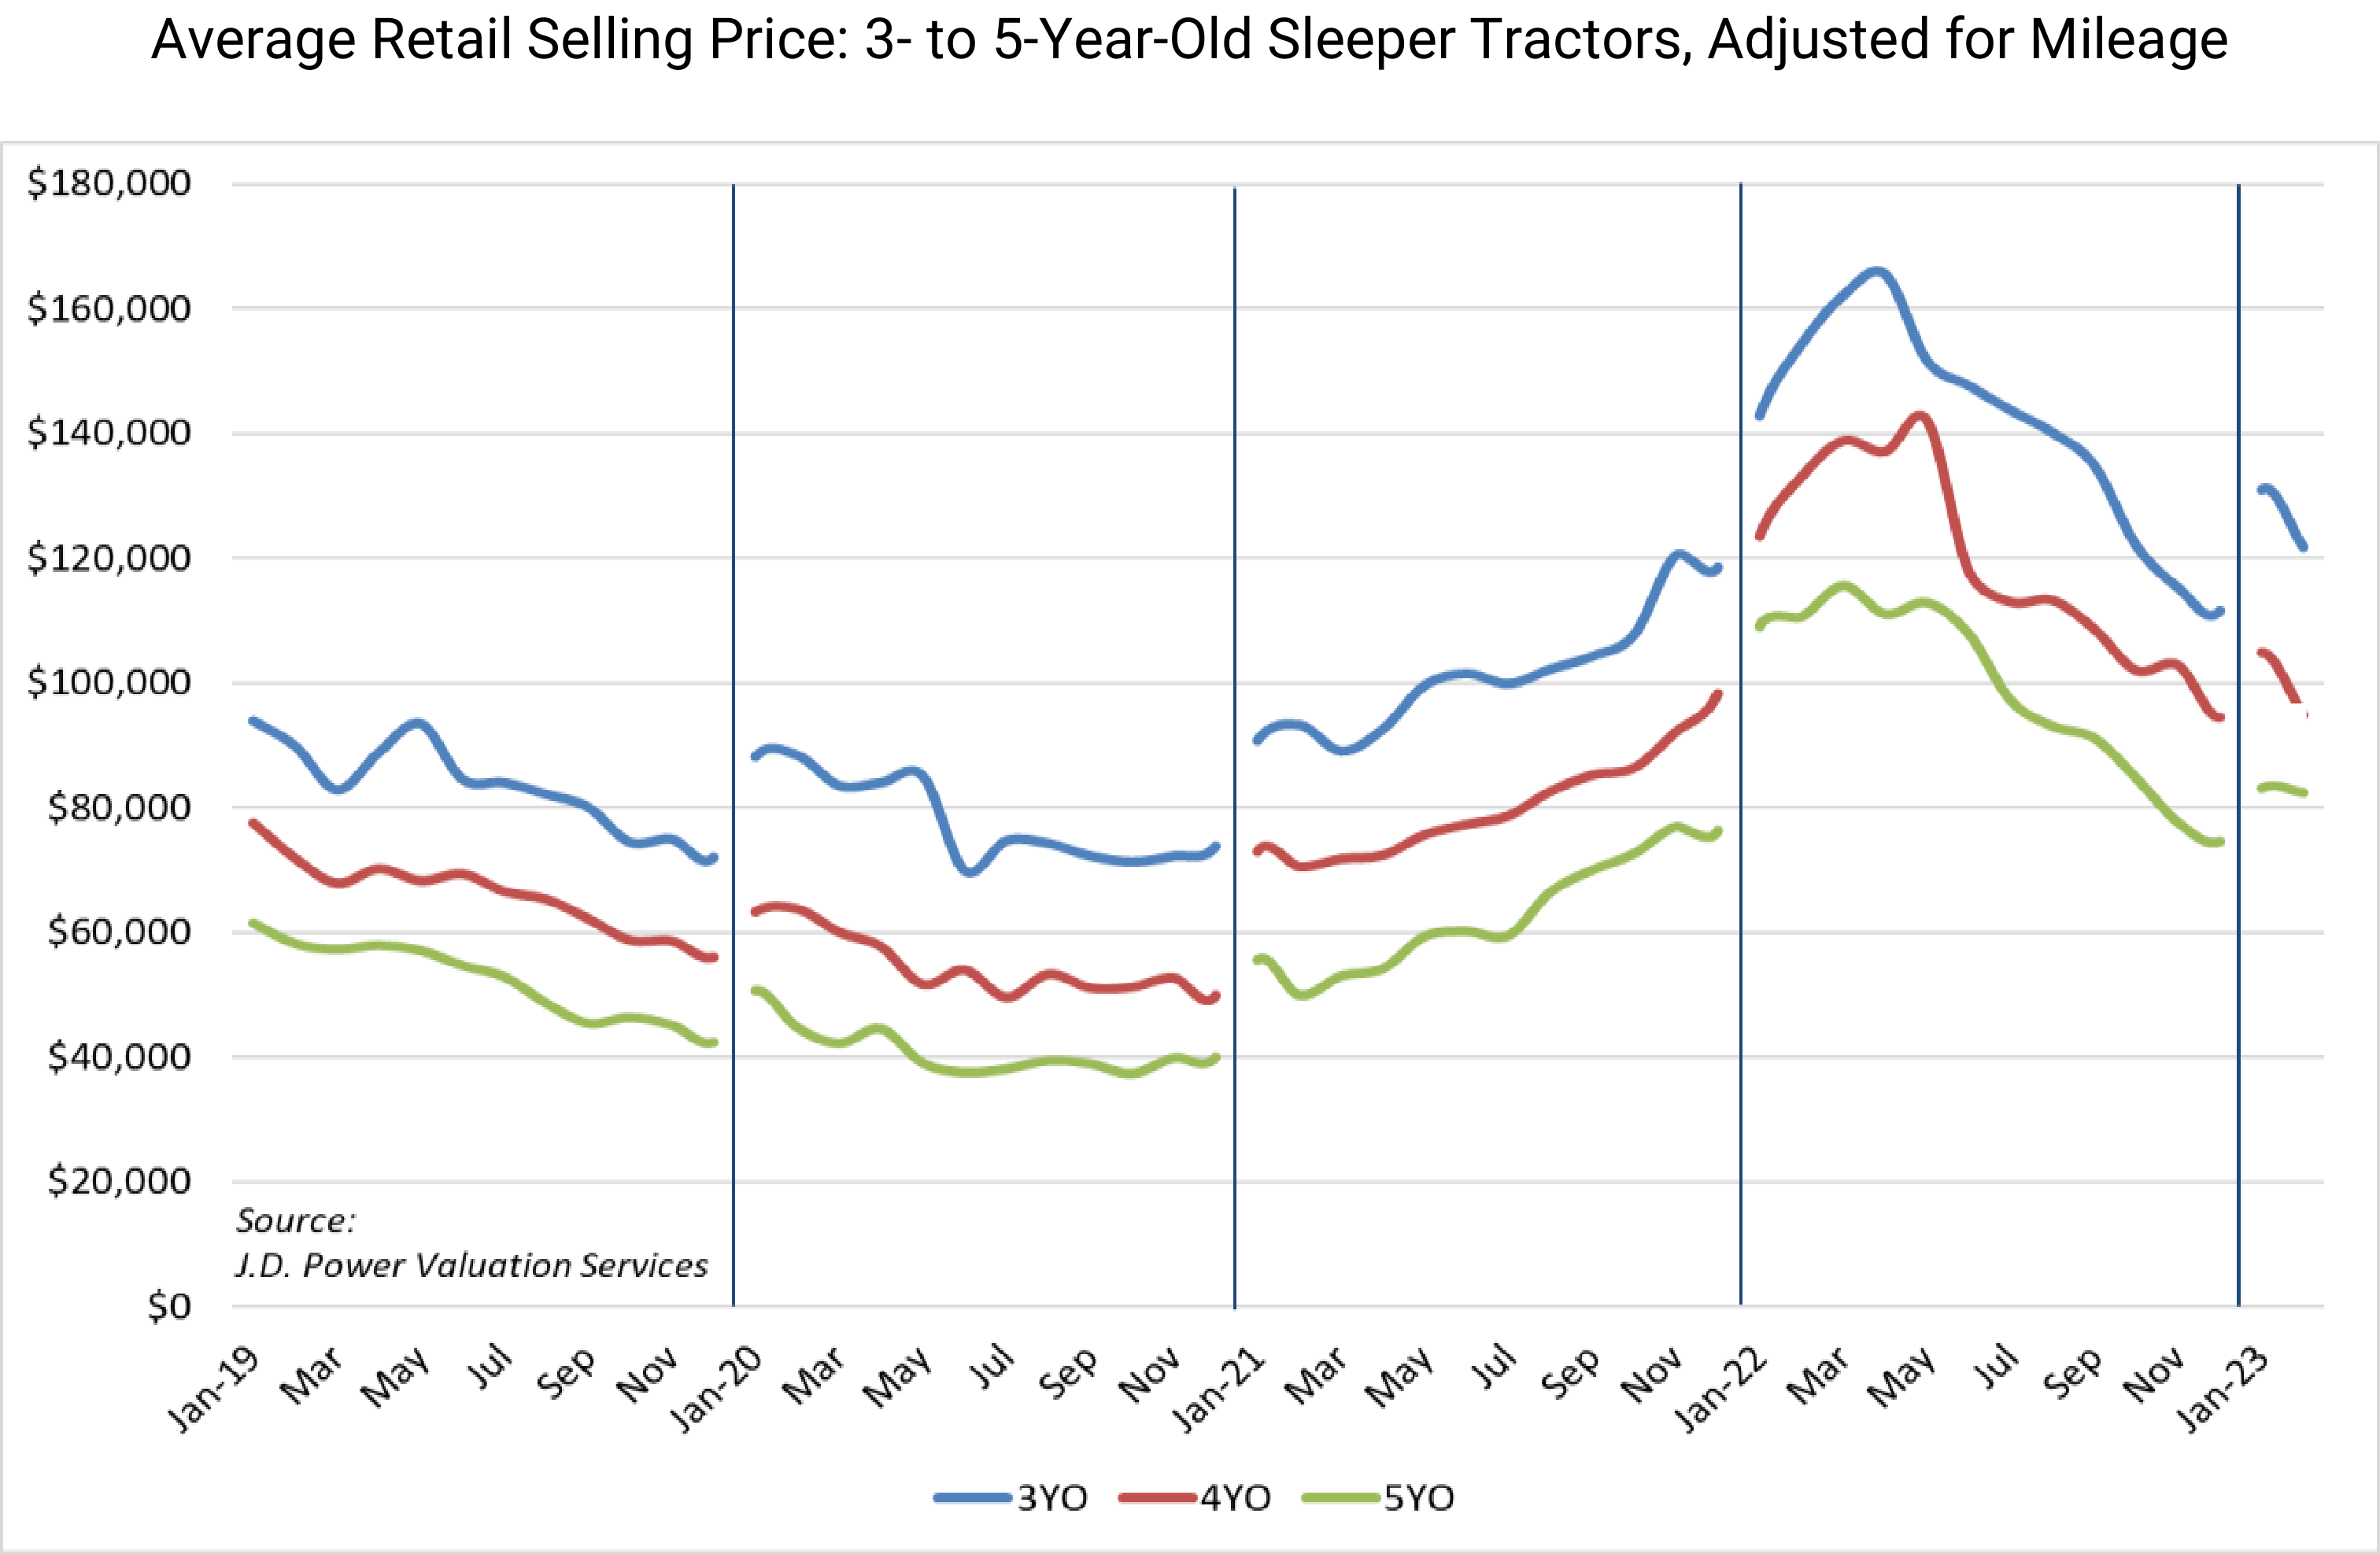 Average Retail Selling Price: 3- to 5-Year-Old Sleeper Tractors, Adjusted for Mileage
$180,000
$160,000
$140,000
$120,000
$100,000
$80,000
$60,000
$40,000
$20,000
$0
Source:
J.D. Power Valuation Services
Jan-19
Mar
May
Jul
Sep
Nov
Jan-20
Mar
May
Jul
Sep
Nov
Jan-21
Mar
May
Jul
Sep
Nov
Jan-22
Mar
May
Jul
Sep
Nov
Jan-23
3YO 4YO 5YO